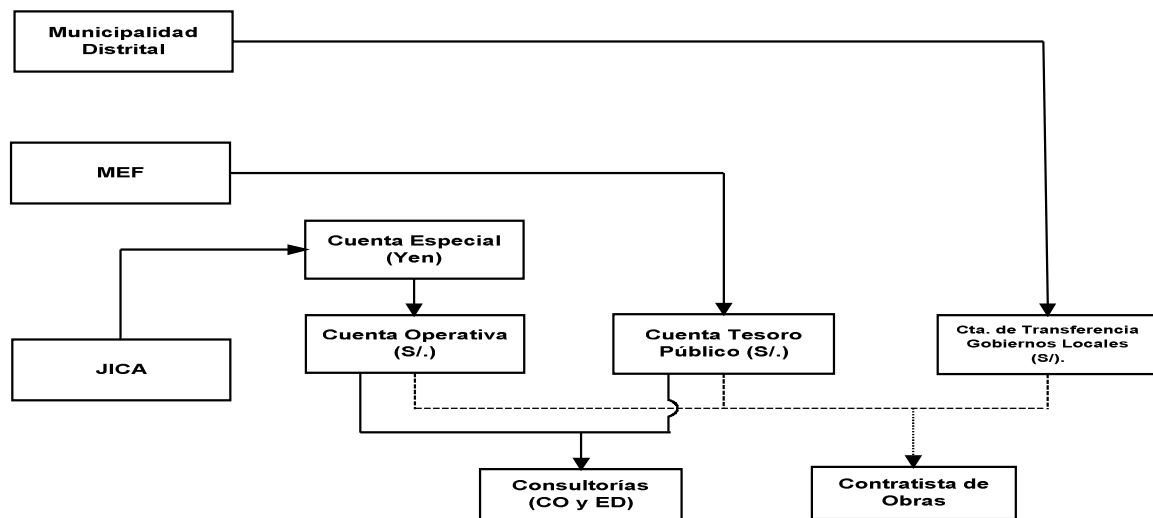 Municipalidad
Distrital
MEF
Cuenta Especial
(Yen)
JICA
Cuenta Operativa
(S/.)
Cuenta Tesoro
Público (S/.)
Cta. de Transferencia
Gobiernos Locales
(S/).
Consultorías
(CO y ED)
Contratista de
Obras